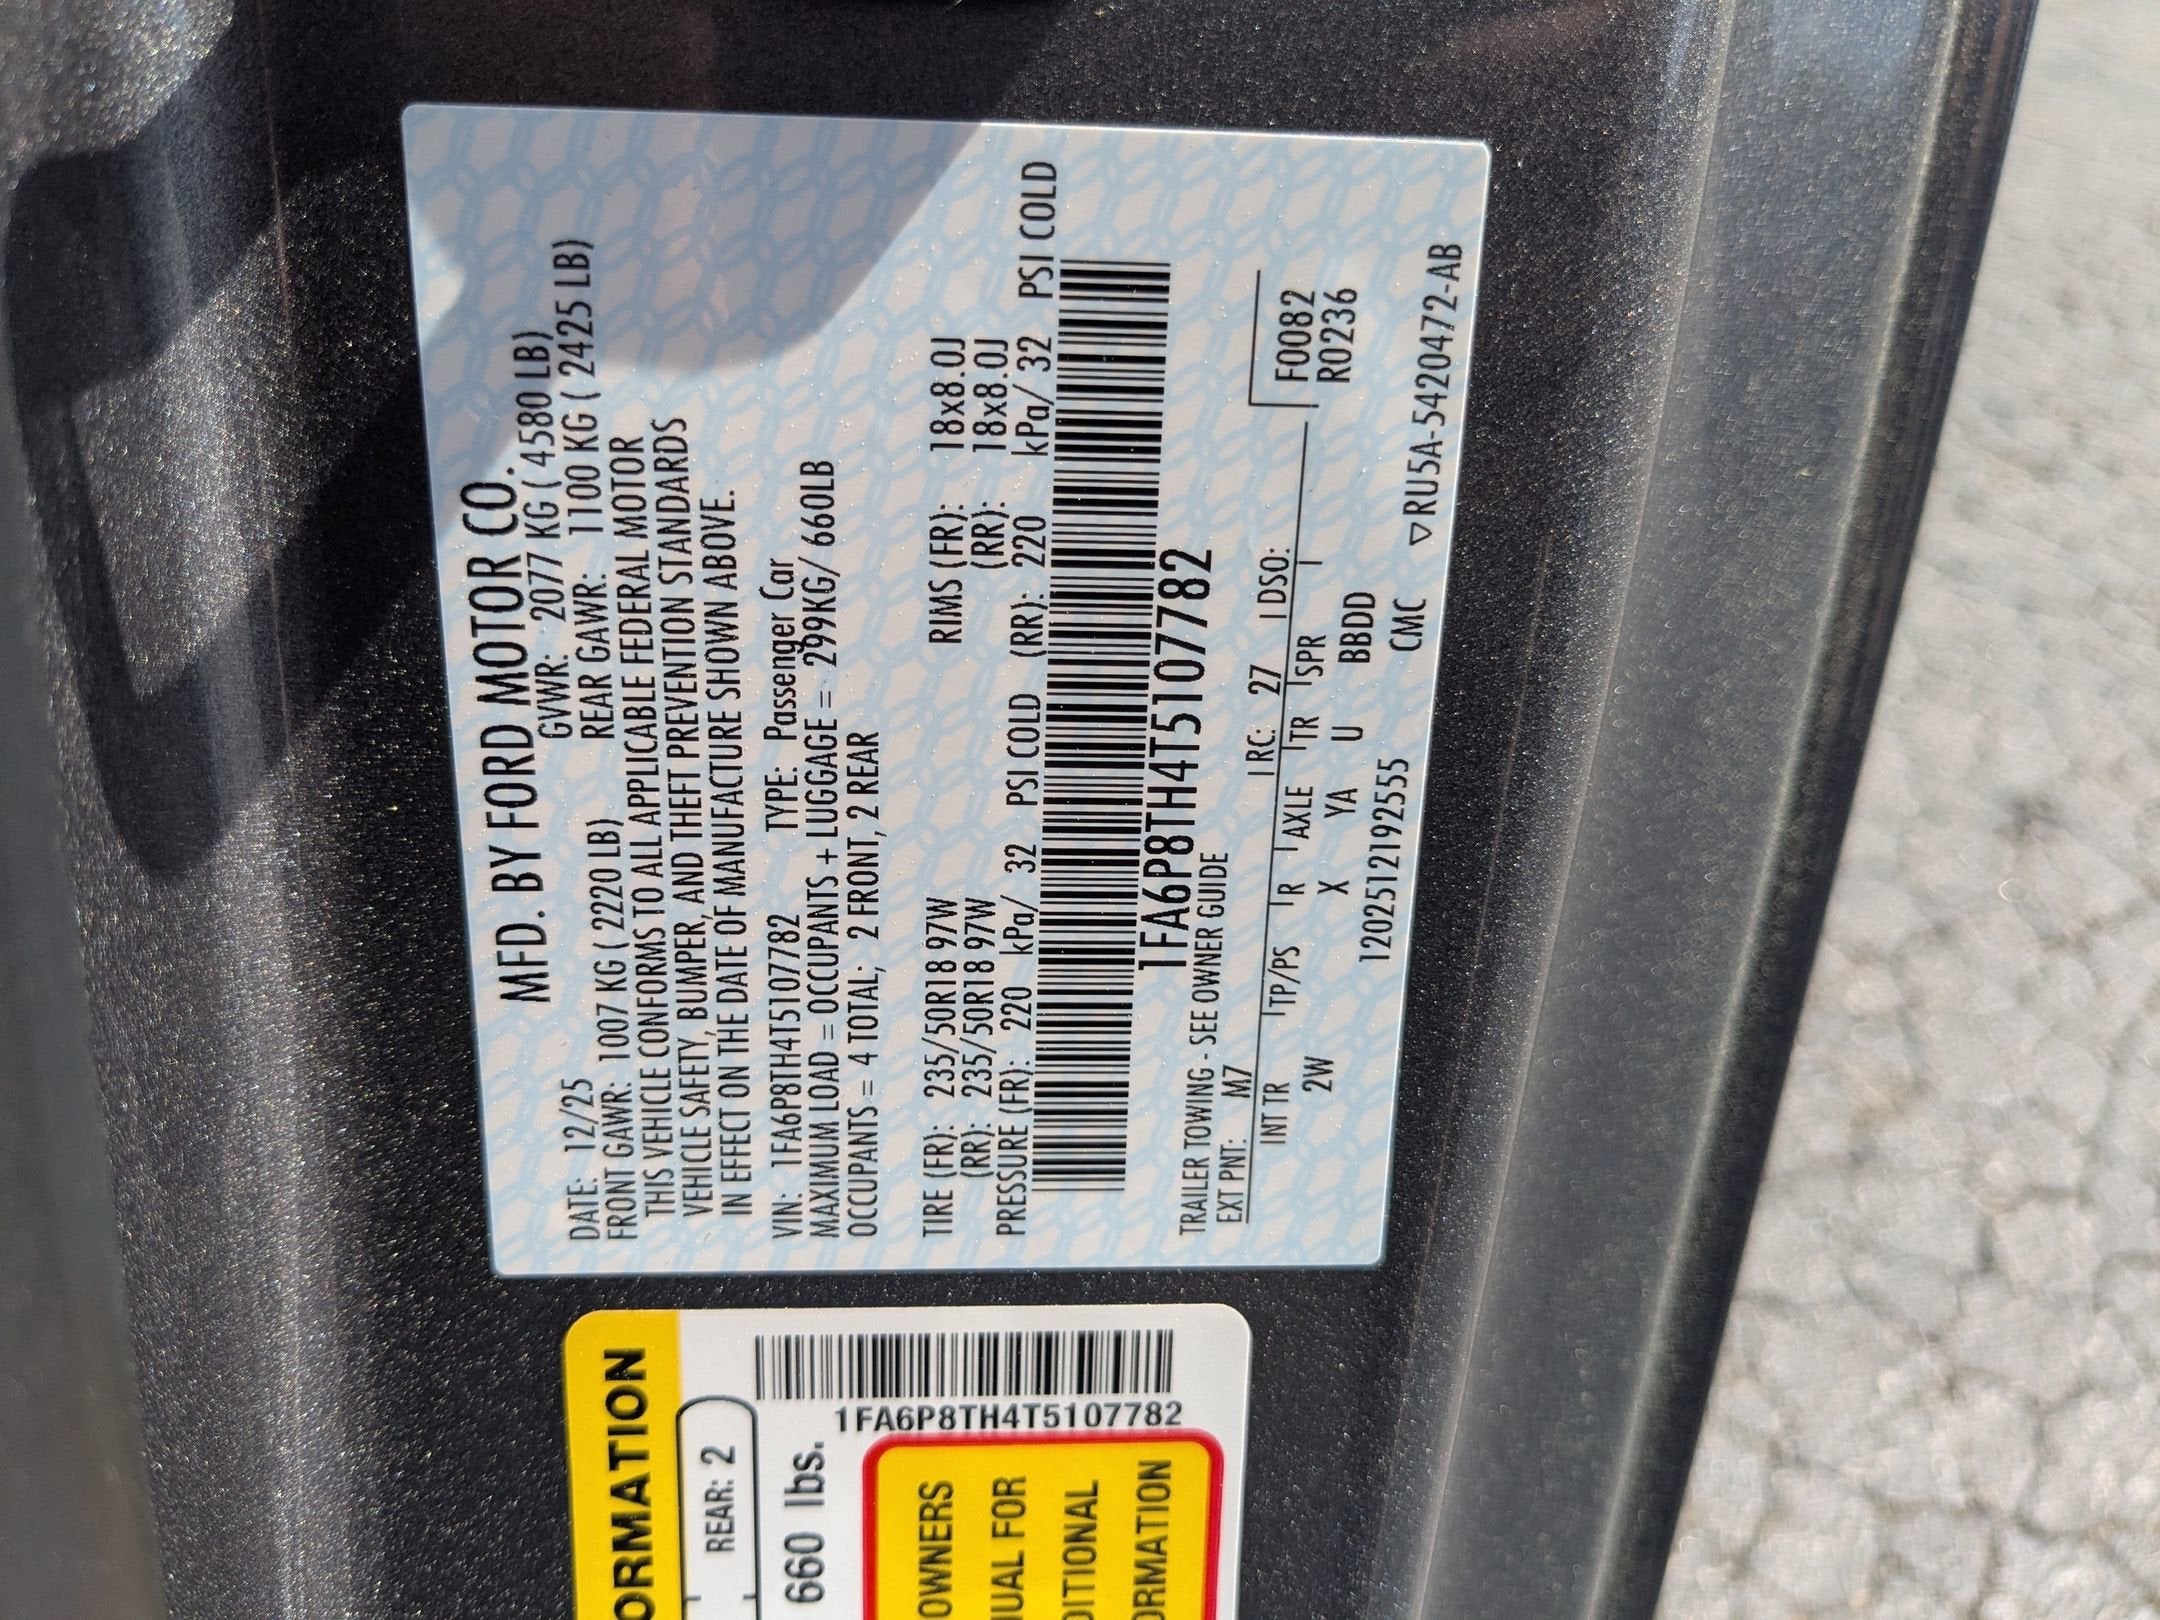 MFD. BY FORD MOTOR CO.
DATE: 12/25 GVWR: 2077 KG ( 4580 LB)
FRONT GAWR: 1007 KG ( 2220 LB) REAR GAWR: 1100 KG ( 2425 LB)
THIS VEHICLE CONFORMS TO ALL APPLICABLE FEDERAL MOTOR
VEHICLE SAFETY, BUMPER, AND THEFT PREVENTION STANDARDS
IN EFFECT ON THE DATE OF MANUFACTURE SHOWN ABOVE.
VIN: 1FA6P8TH4T5107782 TYPE: Passenger Car
MAXIMUM LOAD = OCCUPANTS + LUGGAGE = 299KG/ 660LB
OCCUPANTS = 4 TOTAL; 2 FRONT, 2 REAR
TIRE (FR): 235/50R18 97W RIMS (FR): 18x8.0J
(RR): 235/50R18 97W (RR): 18x8.0J
PRESSURE (FR): 220 kPa/ 32 PSI COLD (RR): 220 kPa/ 32 PSI COLD
1FA6P8TH4T5107782
TRAILER TOWING - SEE OWNER GUIDE
EXT PNT: M7 RC: 27 DSO: F0082
INT TR TP/PS R AXLE TR SPR R0236
2W X YA U BBDD
1202512192555 CMC ▽RU5A-5420472-AB
ORMATION
REAR: 2
660 lbs.
1FA6P8TH4T5107782
OWNERS
UAL FOR
DITIONAL
ORMATION